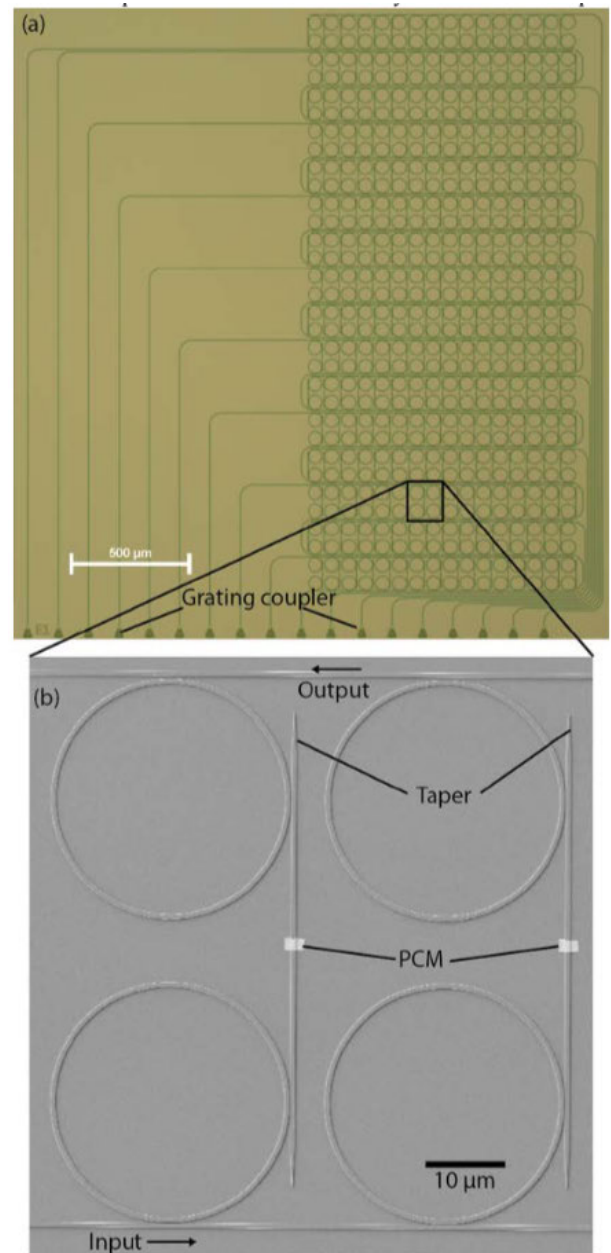 (a)
500 µm
Grating coupler
(b)
Output
Taper
PCM
10 µm
Input